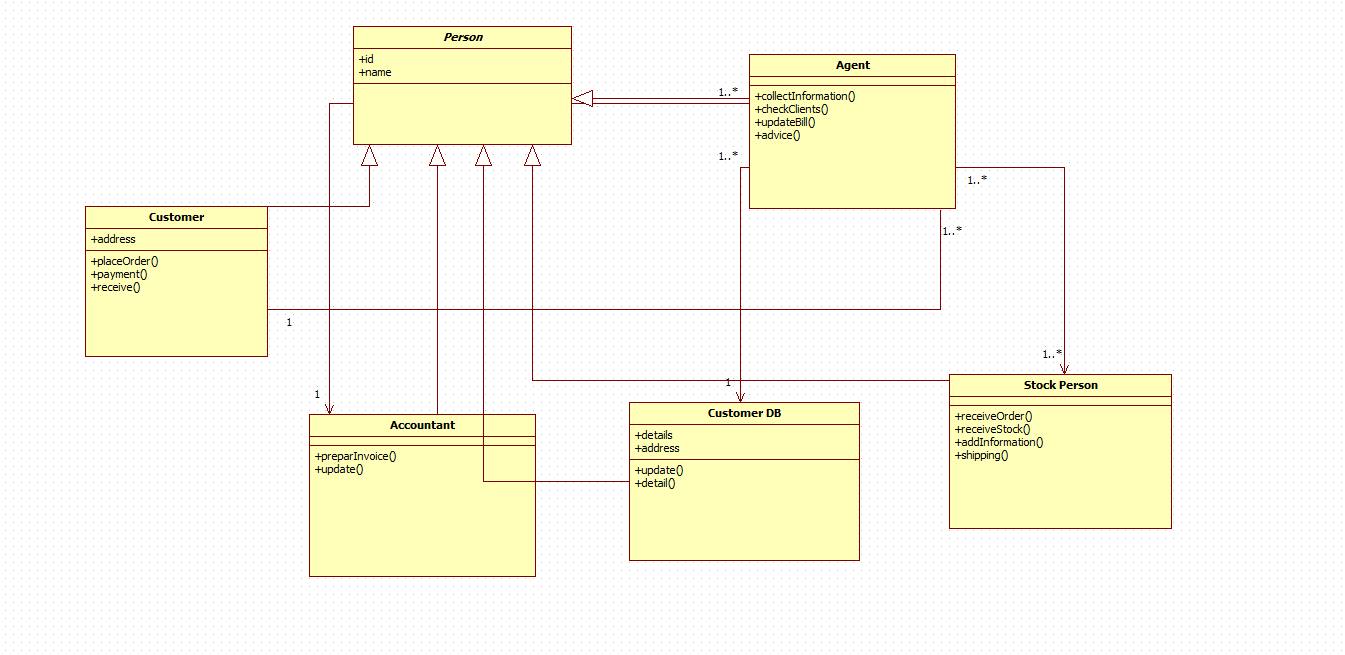 Person
+id
+name
Agent
+collectInformation()
+checkClients()
+updateBill()
+advice()
1..*
1..*
1..*
1..*
Customer
+address
+placeOrder()
+payment()
+receive()
1
1
1
1..*
Accountant
+preparInvoice()
+update()
Customer DB
+details
+address
+update()
+detail()
Stock Person
+receiveOrder()
+receiveStock()
+addInformation()
+shipping()